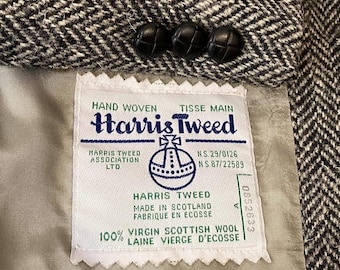 HAND WOVEN TISSE MAIN
Harris Tweed
HARRIS TWEED
ASSOCIATION
LTD.
N.S.29/0126
N.S.87/22589
HARRIS TWEED
MADE IN SCOTLAND
FABRIQUE EN ECOSSE
A 0852633
100% VIRGIN SCOTTISH WOOL
LAINE VIERGE D'ECOSSE